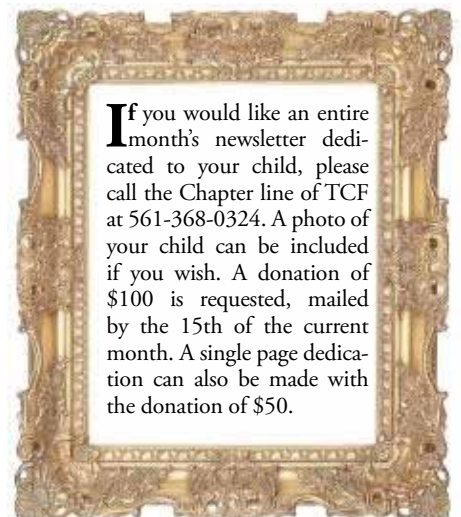 If you would like an entire
month's newsletter dedi-
cated to your child, please
call the Chapter line of TCF
at 561-368-0324. A photo of
your child can be included
if you wish. A donation of
$100 is requested, mailed
by the 15th of the current
month. A single page dedica-
tion can also be made with
the donation of $50.